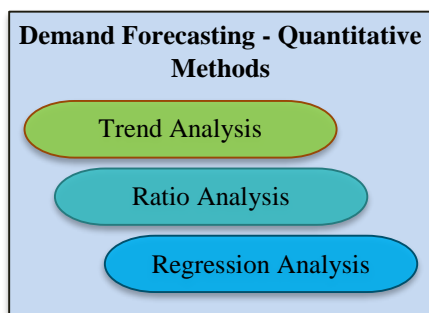 Demand Forecasting - Quantitative
Methods
Trend Analysis
Ratio Analysis
Regression Analysis